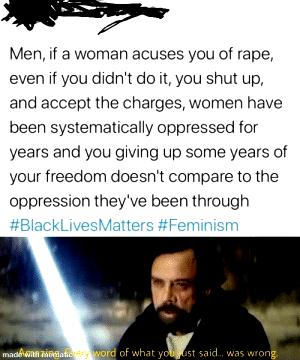 Men, if a woman acuses you of rape,
even if you didn't do it, you shut up,
and accept the charges, women have
been systematically oppressed for
years and you giving up some years of
your freedom doesn't compare to the
oppression they've been through
#BlackLivesMatters #Feminism
Amazing. Every word of what you just said... was wrong.
made with mematic